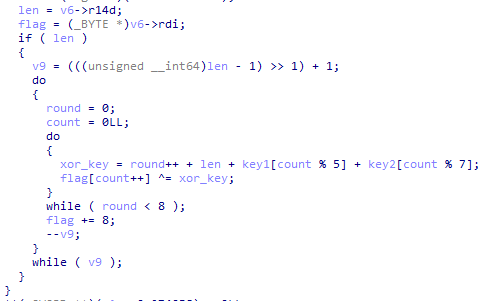 len = v6->r14d;
flag = (_BYTE *)v6->rdi;
if ( len )
{
v9 = (((unsigned __int64)len - 1) >> 1) + 1;
do
{
round = 0;
count = 0LL;
do
{
xor_key = round++ + len + key1[count % 5] + key2[count % 7];
flag[count++] ^= xor_key;
}
while ( round < 8 );
flag += 8;
--v9;
}
while ( v9 );
}
}